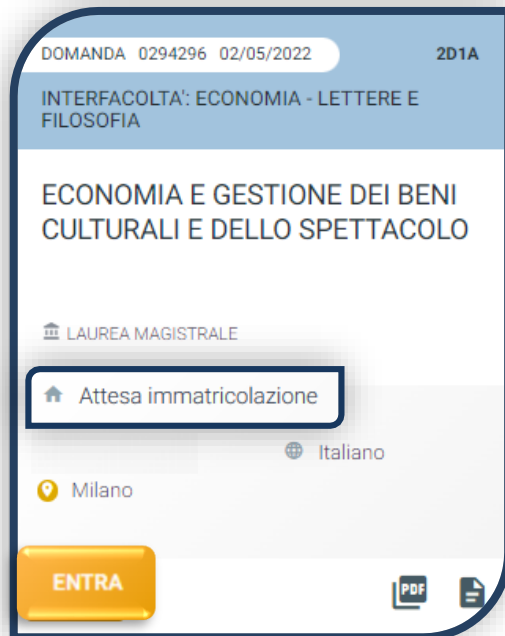 DOMANDA 0294296 02/05/2022 2D1A
INTERFACOLTA': ECONOMIA - LETTERE E
FILOSOFIA
ECONOMIA E GESTIONE DEI BENI
CULTURALI E DELLO SPETTACOLO
LAUREA MAGISTRALE
Attesa immatricolazione
Italiano
Milano
ENTRA
PDF